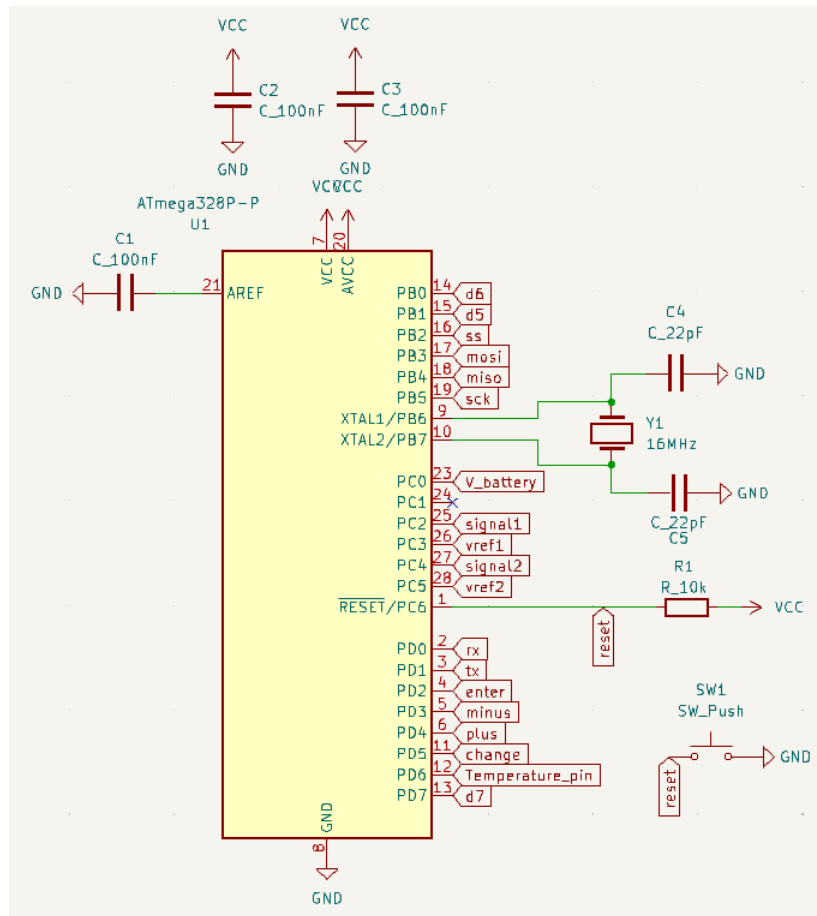 VCC
VCC
C2
C_100nF
C3
C_100nF
GND
GND
VCC
VCC
ATmega328P-P
U1
7
20
VCC
AVCC
C1
C_100nF
GND
21
AREF
PB0
14
d6
PB1
15
d5
PB2
16
ss
PB3
17
mosi
PB4
18
miso
PB5
19
sck
XTAL1/PB6
9
XTAL2/PB7
10
C4
C_22pF
GND
Y1
16MHz
GND
C_22pF
C5
PC0
23
V_battery
PC1
24
PC2
25
signal1
PC3
26
vref1
PC4
27
signal2
PC5
28
vref2
RESET/PC6
1
reset
R1
R_10k
VCC
PD0
2
rx
PD1
3
tx
PD2
4
enter
PD3
5
minus
PD4
6
plus
PD5
11
change
PD6
12
Temperature_pin
PD7
13
d7
SW1
SW_Push
GND
reset
GND
8
GND